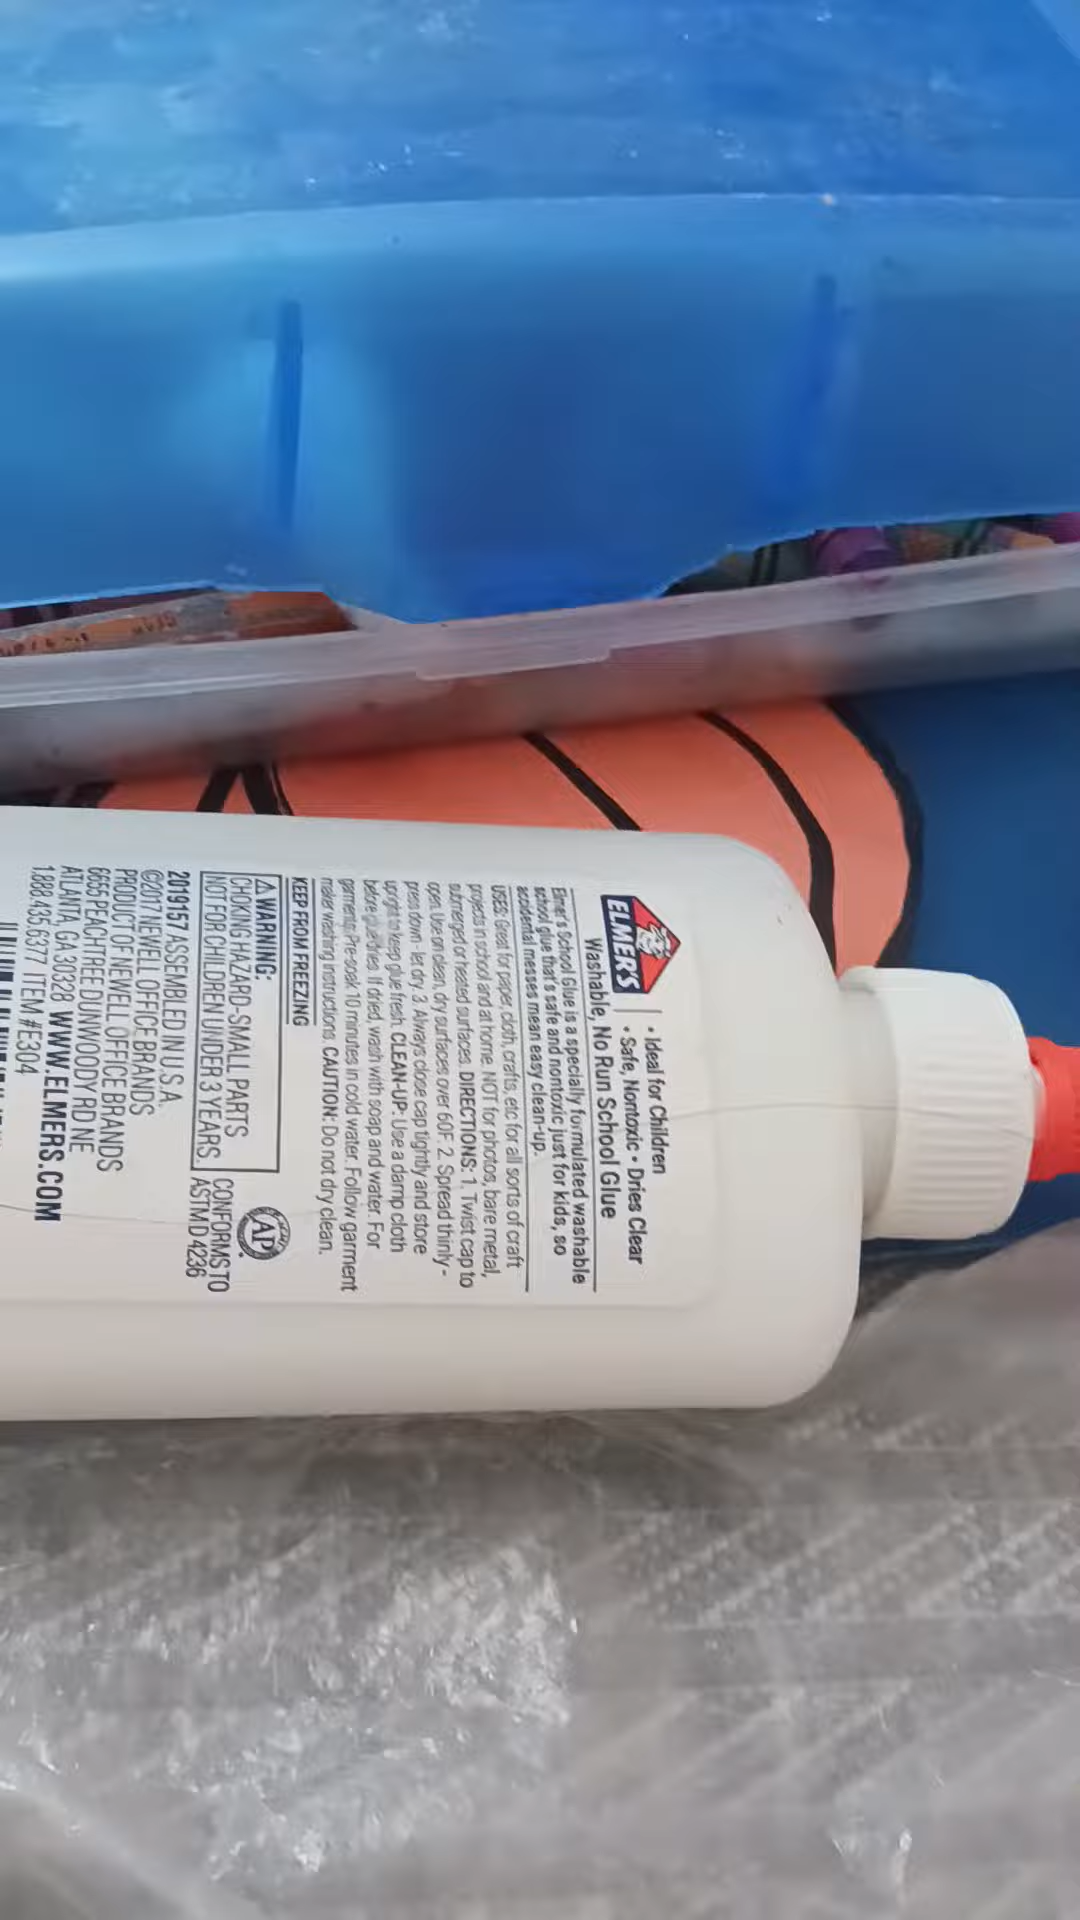 ELMER'S
• Ideal for Children
• Safe, Nontoxic • Dries Clear
Washable, No Run School Glue
Elmer's School Glue is a specially formulated washable
school glue that's safe and nontoxic just for kids, so
accidental messes mean easy clean-up.
USES: Great for paper, cloth, crafts, etc for all sorts of craft
projects in school and at home. NOT for photos, bare metal,
submerged or heated surfaces. DIRECTIONS: 1. Twist cap to
open. Use on clean, dry surfaces over 60F. 2. Spread thinly -
press down - let dry. 3. Always close cap tightly and store
upright to keep glue fresh. CLEAN-UP: Use a damp cloth
before glue dries. If dried, wash with soap and water. For
garments: Pre-soak 10 minutes in cold water. Follow garment
maker washing instructions. CAUTION: Do not dry clean.
KEEP FROM FREEZING
⚠WARNING:
CHOKING HAZARD-SMALL PARTS
NOT FOR CHILDREN UNDER 3 YEARS.
AP
CONFORMS TO
ASTM D 4236
2019157 ASSEMBLED IN U.S.A.
©2017 NEWELL OFFICE BRANDS
PRODUCT OF NEWELL OFFICE BRANDS
6655 PEACHTREE DUNWOODY RD NE
ATLANTA, GA 30328 WWW.ELMERS.COM
1.888.435.6377 ITEM #E304